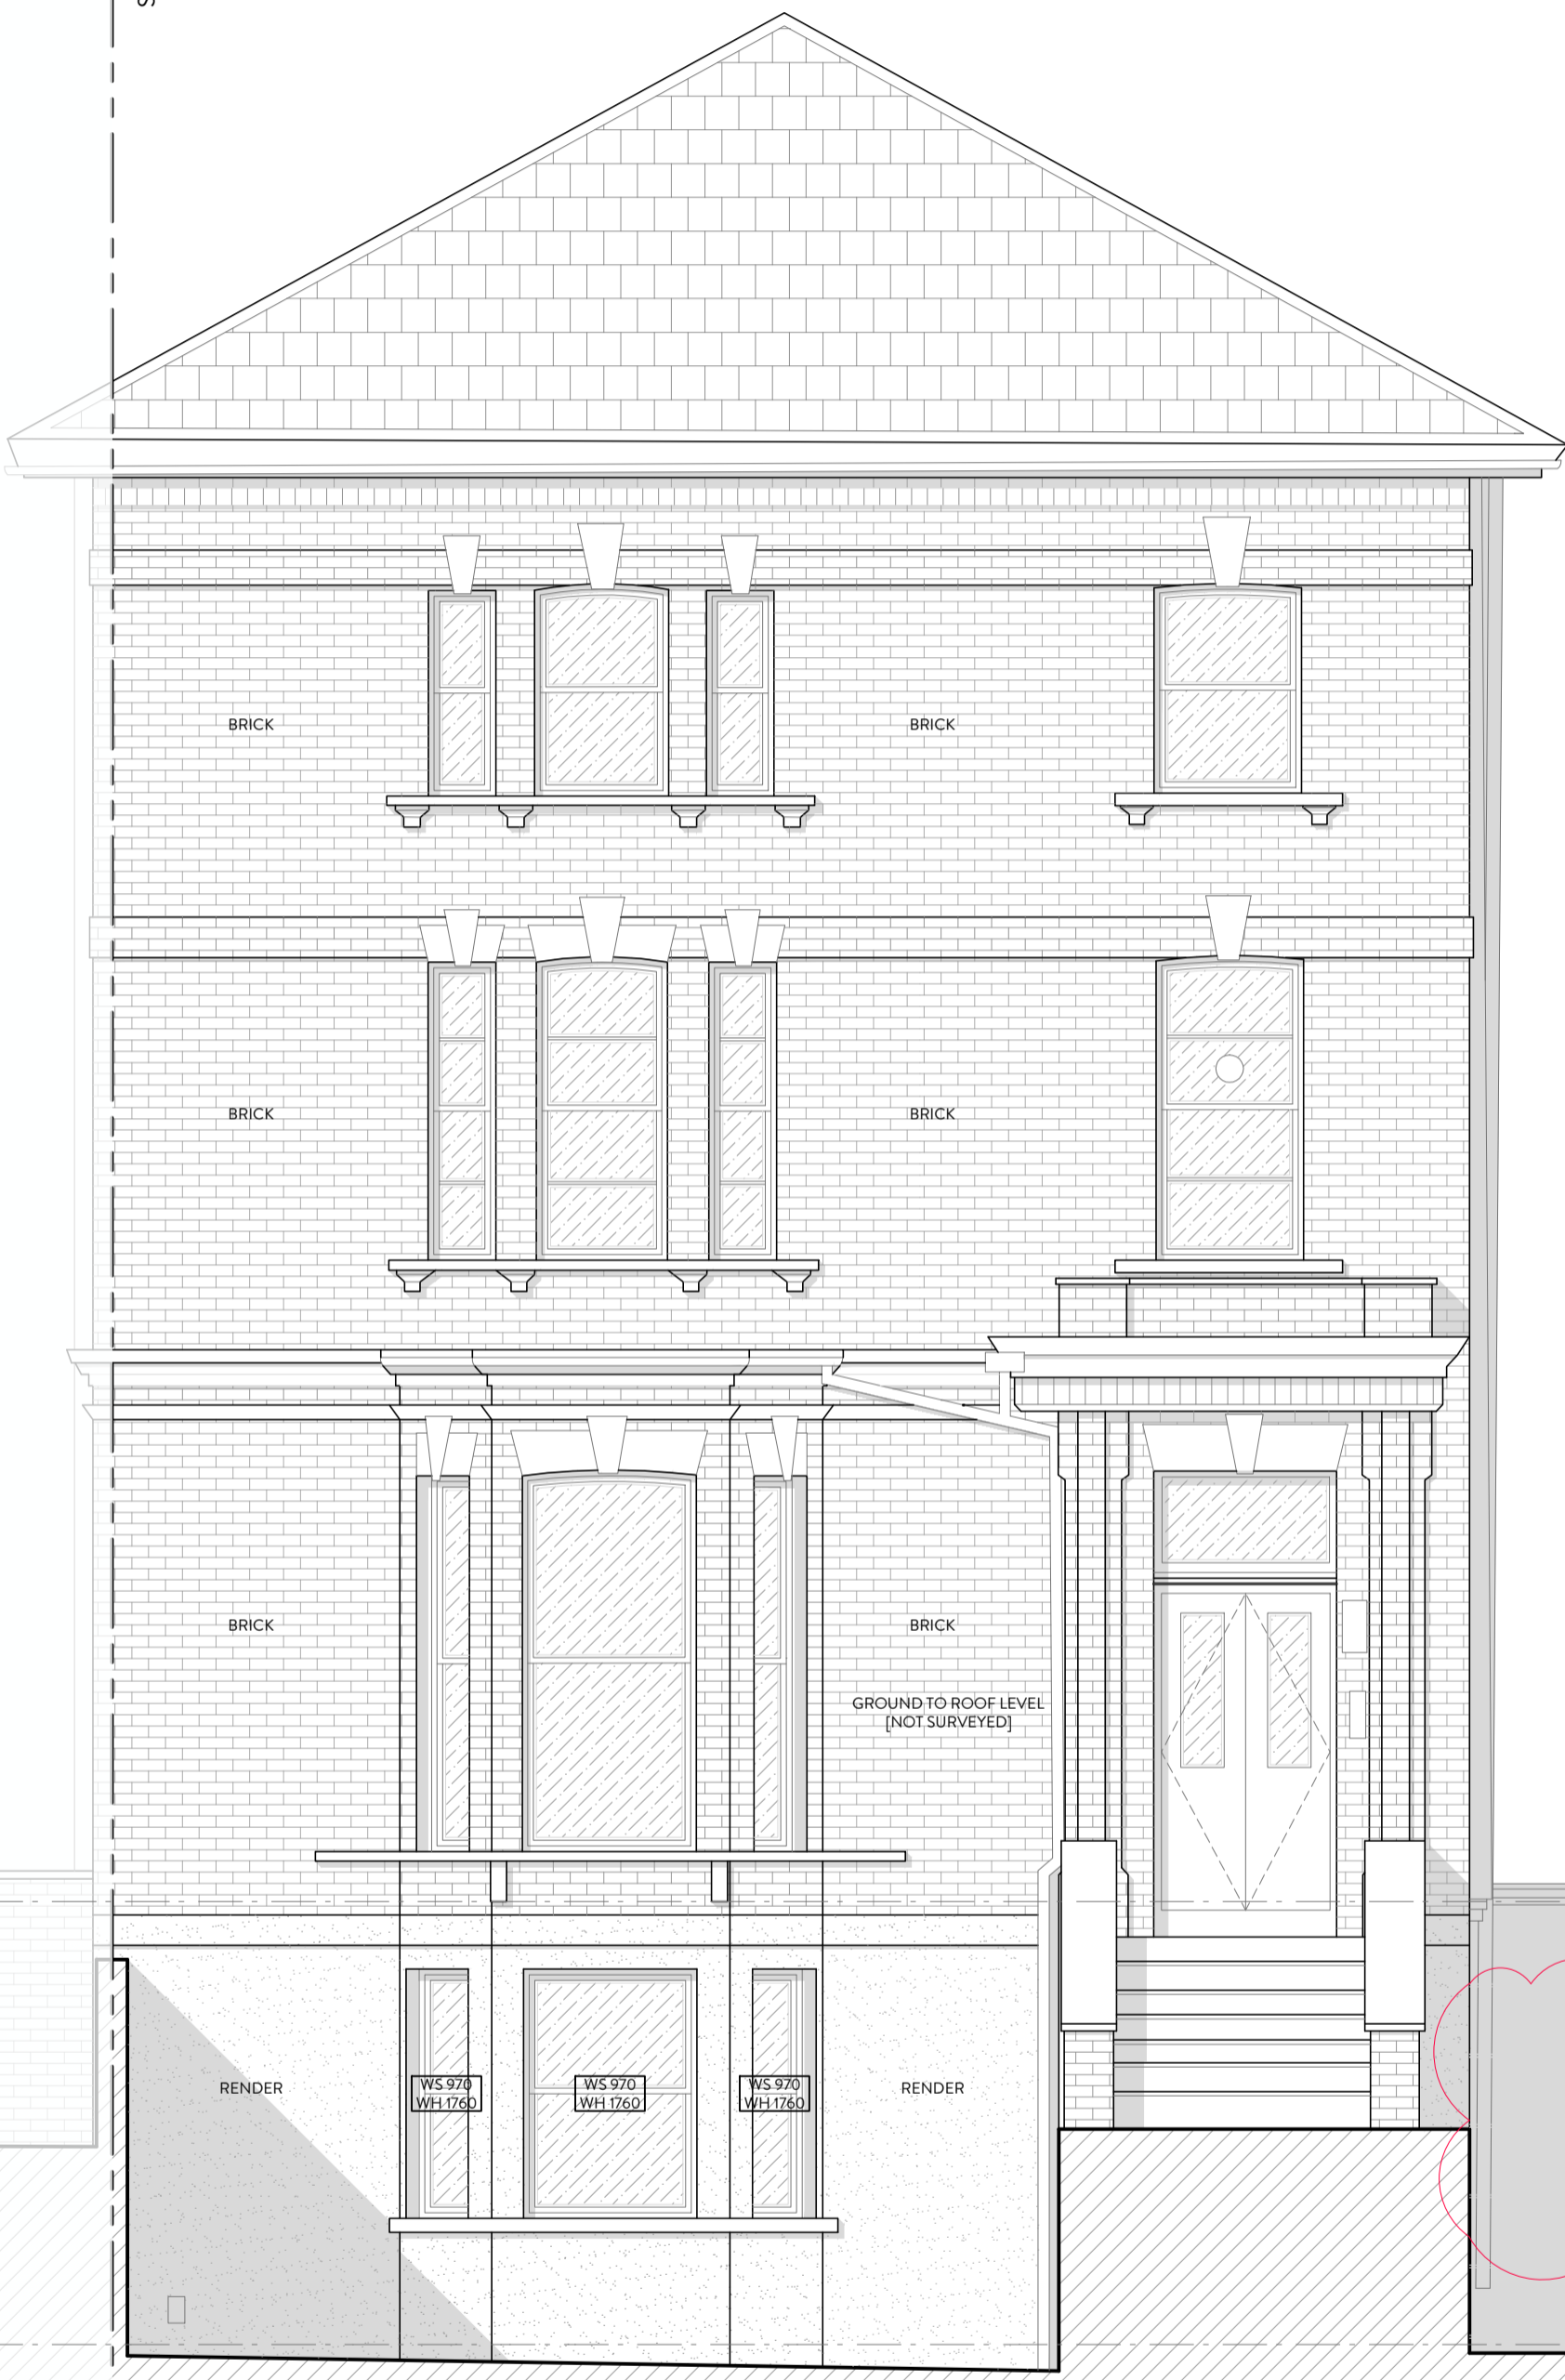 S
BRICK
BRICK
BRICK
BRICK
BRICK
BRICK
GROUND TO ROOF LEVEL
[NOT SURVEYED]
RENDER
WS 970
WH 1760
WS 970
WH 1760
WS 970
WH 1760
RENDER